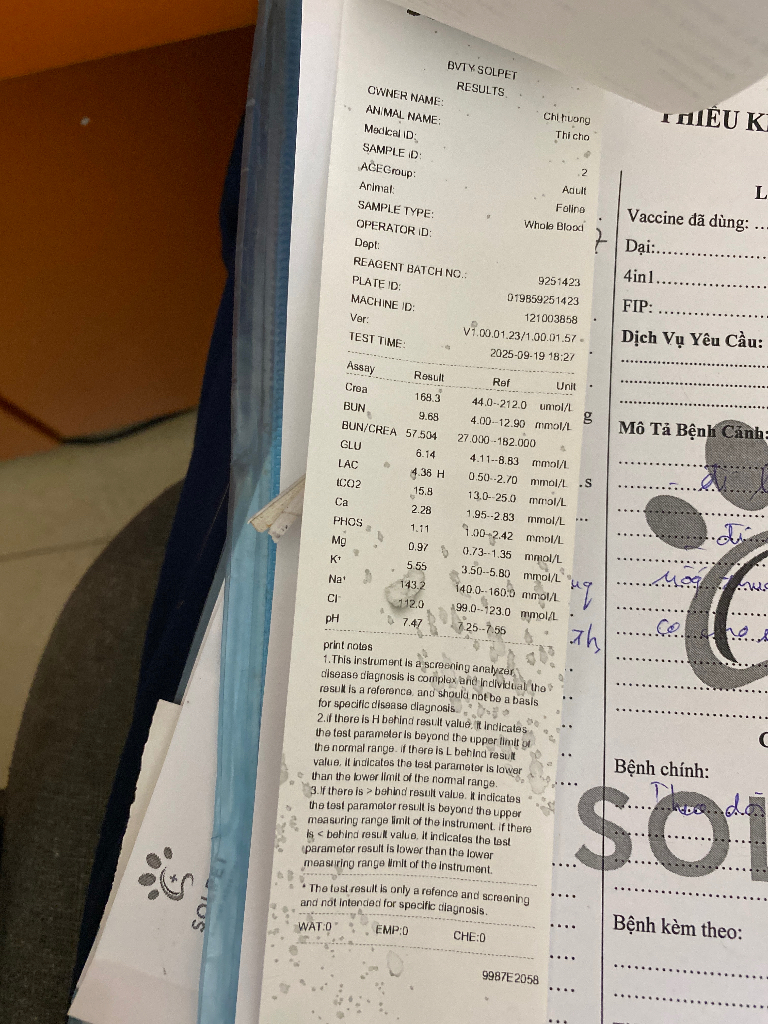 BVTY SOLPET
RESULTS
OWNER NAME: Chi huong
ANIMAL NAME: Thi cho
Medical ID:
SAMPLE ID: 2
AGEGroup: Adult
Animal: Feline
SAMPLE TYPE: Whole Blood
OPERATOR ID:
Dept:
REAGENT BATCH NO.: 9251423
PLATE ID: 019859251423
MACHINE ID: 121003858
Ver: V1.00.01.23/1.00.01.57
TEST TIME: 2025-09-19 18:27
Assay Result Ref Unit
Crea 168.3 44.0--212.0 umol/L
BUN 9.68 4.00--12.90 mmol/L
BUN/CREA 57.504 27.000--182.000
GLU 6.14 4.11--8.83 mmol/L
LAC 4.36 H 0.50--2.70 mmol/L
tCO2 15.8 13.0--25.0 mmol/L
Ca 2.28 1.95--2.83 mmol/L
PHOS 1.11 1.00--2.42 mmol/L
Mg 0.97 0.73--1.35 mmol/L
K+ 5.55 3.50--5.80 mmol/L
Na+ 143.2 140.0--160.0 mmol/L
Cl- 112.0 99.0--123.0 mmol/L
pH 7.47 7.25--7.55
print notes
1.This instrument is a screening analyzer,
disease diagnosis is complex and individual, the
result is a reference, and should not be a basis
for specific disease diagnosis.
2.if there is H behind result value, it indicates
the test parameter is beyond the upper limit of
the normal range. if there is L behind result
value, it indicates the test parameter is lower
than the lower limit of the normal range.
3.If there is > behind result value, it indicates
the test parameter result is beyond the upper
measuring range limit of the instrument. if there
is < behind result value, it indicates the test
parameter result is lower than the lower
measuring range limit of the instrument.
* The test result is only a refence and screening
and not intended for specific diagnosis.
WAT:0 EMP:0 CHE:0
9987E2058
Vaccine đã dùng:
Dại:
4in1
FIP:
Dịch Vụ Yêu Cầu:
Mô Tả Bệnh Cảnh:
Bệnh chính:
Theo dõ
SOL
Bệnh kèm theo: